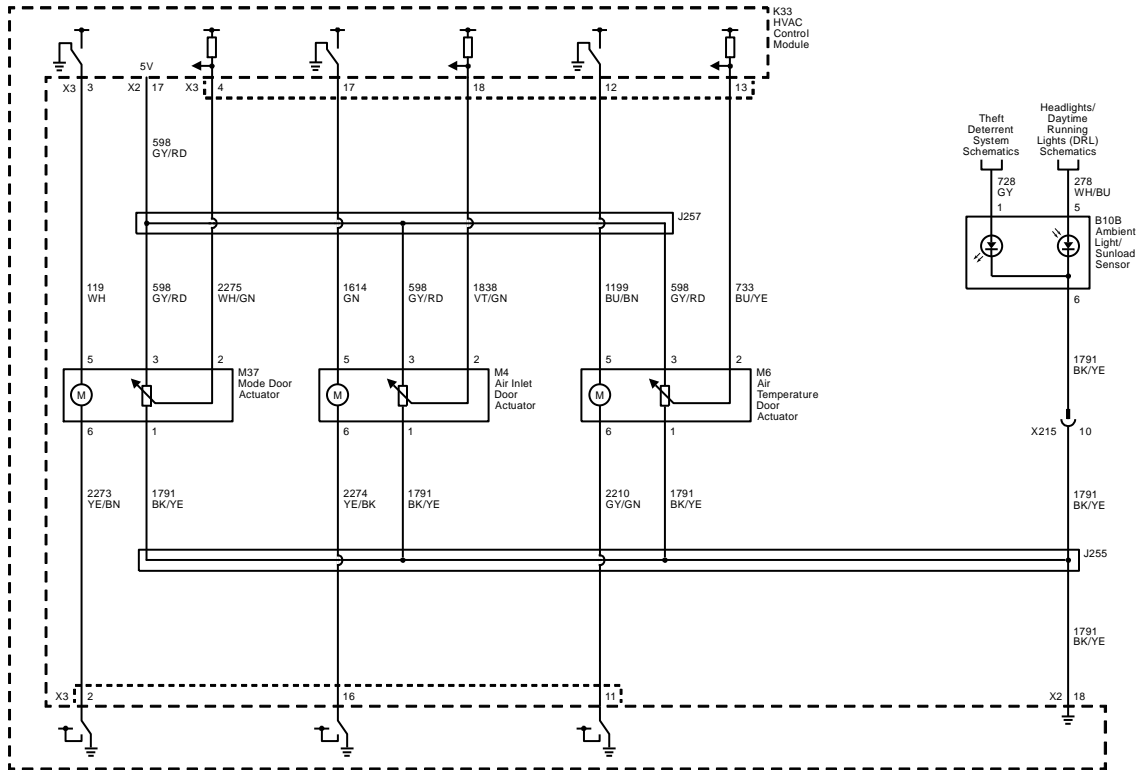 K33
HVAC
Control
Module
5V
X3 3
X2 17
X3 4
17
18
12
13
598
GY/RD
J257
Theft
Deterrent
System
Schematics
Headlights/
Daytime
Running
Lights (DRL)
Schematics
728
GY
278
WH/BU
1
5
B10B
Ambient
Light/
Sunload
Sensor
6
119
WH
598
GY/RD
2275
WH/GN
1614
GN
598
GY/RD
1838
VT/GN
1199
BU/BN
598
GY/RD
733
BU/YE
5
3
2
M
M37
Mode Door
Actuator
6
1
5
3
2
M
M4
Air Inlet
Door
Actuator
6
1
5
3
2
M
M6
Air
Temperature
Door
Actuator
6
1
1791
BK/YE
X215 10
2273
YE/BN
1791
BK/YE
2274
YE/BK
1791
BK/YE
2210
GY/GN
1791
BK/YE
1791
BK/YE
J255
1791
BK/YE
X3 2
16
11
X2 18